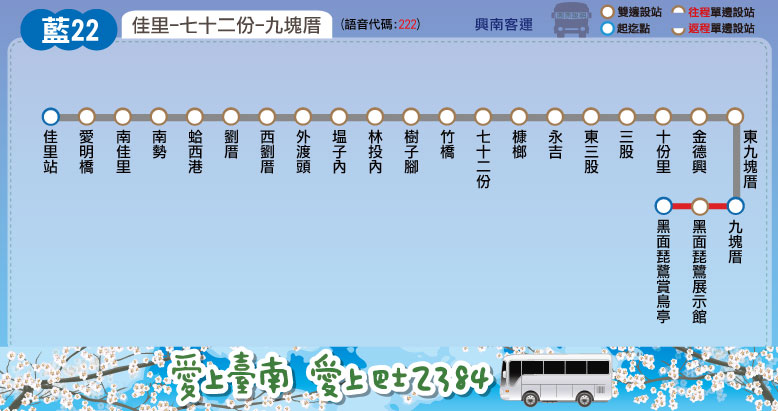 藍22
佳里-七十二份-九塊厝
(語音代碼:222)
興南客運
雙邊設站
往程單邊設站
起迄點
返程單邊設站
佳里站
愛明橋
南佳里
南勢
蛤西港
劉厝
西劉厝
外渡頭
塭子內
林投內
樹子腳
竹橋
七十二份
檺榔
永吉
東三股
三股
十份里
金德興
東九塊厝
黑面琵鷺賞鳥亭
黑面琵鷺展示館
九塊厝
愛上臺南 愛上巴士2384